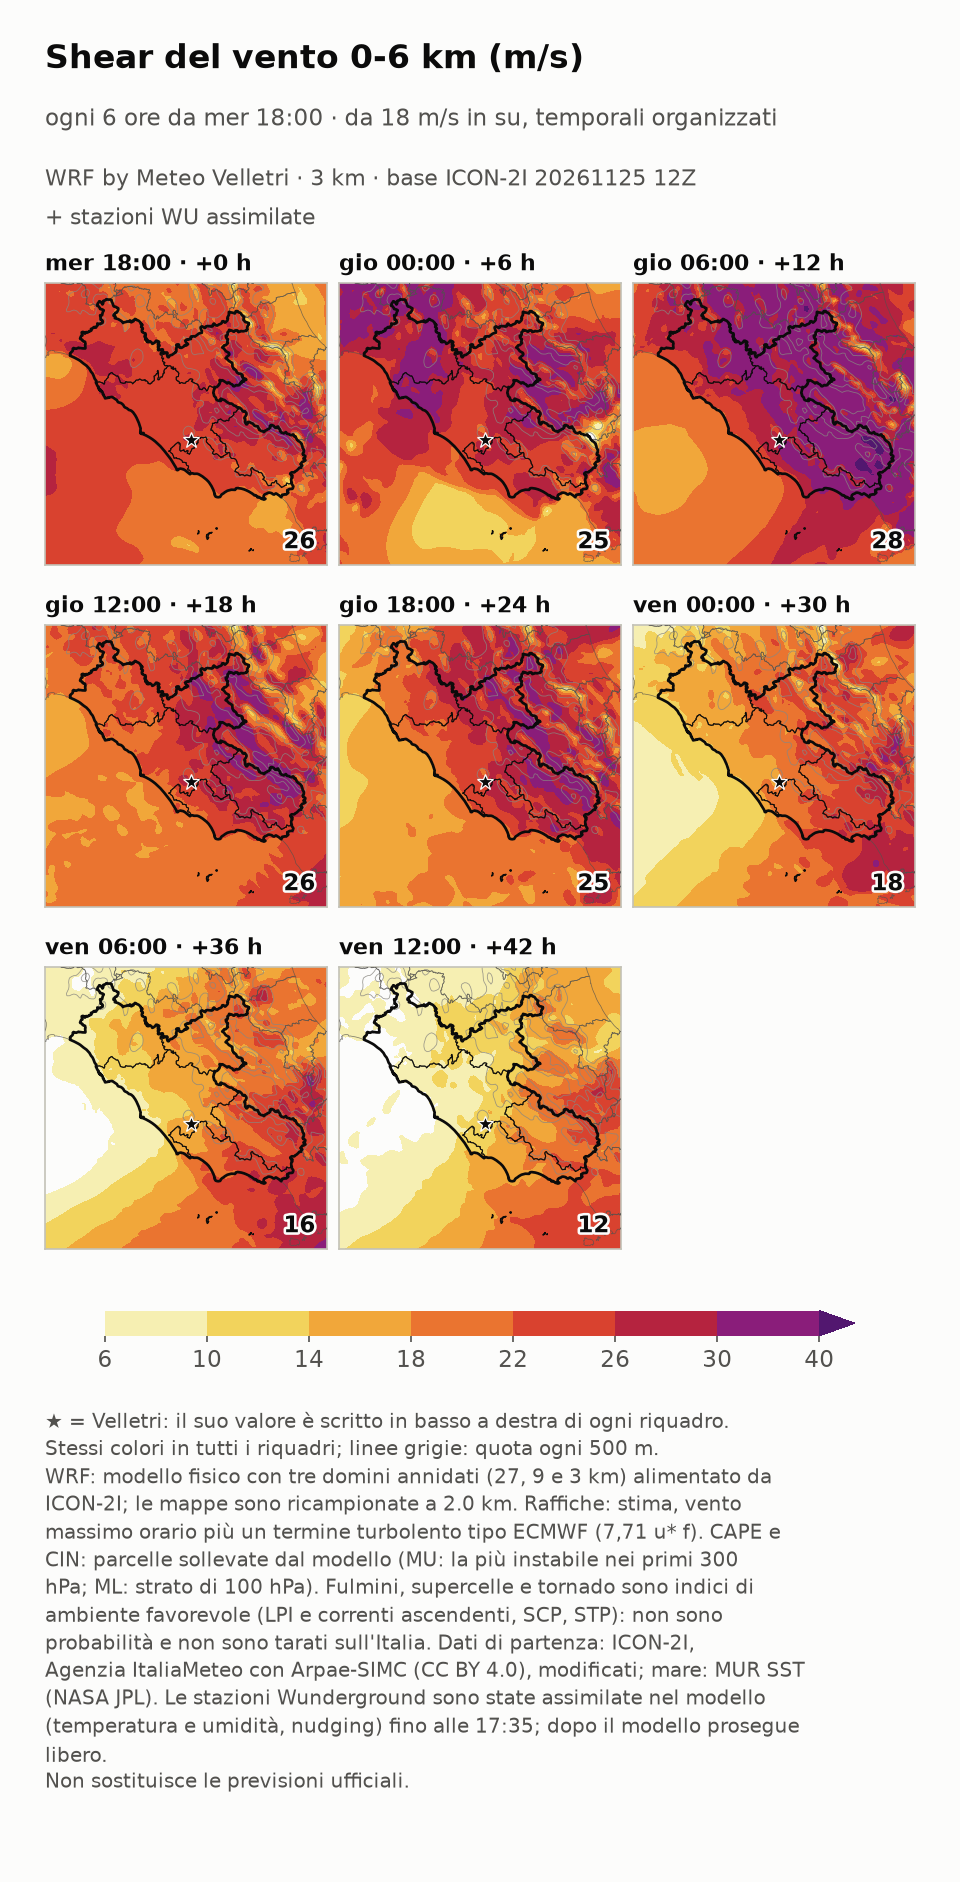 Shear del vento 0-6 km (m/s)
ogni 6 ore da mer 18:00 · da 18 m/s in su, temporali organizzati
WRF by Meteo Velletri · 3 km · base ICON-2I 20261125 12Z
+ stazioni WU assimilate
mer 18:00 · +0 h
gio 00:00 · +6 h
gio 06:00 · +12 h
26
25
28
gio 12:00 · +18 h
gio 18:00 · +24 h
ven 00:00 · +30 h
26
25
18
ven 06:00 · +36 h
ven 12:00 · +42 h
16
12
6 10 14 18 22 26 30 40
★ = Velletri: il suo valore è scritto in basso a destra di ogni riquadro.
Stessi colori in tutti i riquadri; linee grigie: quota ogni 500 m.
WRF: modello fisico con tre domini annidati (27, 9 e 3 km) alimentato da
ICON-2I; le mappe sono ricampionate a 2.0 km. Raffiche: stima, vento
massimo orario più un termine turbolento tipo ECMWF (7,71 u* f). CAPE e
CIN: parcelle sollevate dal modello (MU: la più instabile nei primi 300
hPa; ML: strato di 100 hPa). Fulmini, supercelle e tornado sono indici di
ambiente favorevole (LPI e correnti ascendenti, SCP, STP): non sono
probabilità e non sono tarati sull'Italia. Dati di partenza: ICON-2I,
Agenzia ItaliaMeteo con Arpae-SIMC (CC BY 4.0), modificati; mare: MUR SST
(NASA JPL). Le stazioni Wunderground sono state assimilate nel modello
(temperatura e umidità, nudging) fino alle 17:35; dopo il modello prosegue
libero.
Non sostituisce le previsioni ufficiali.